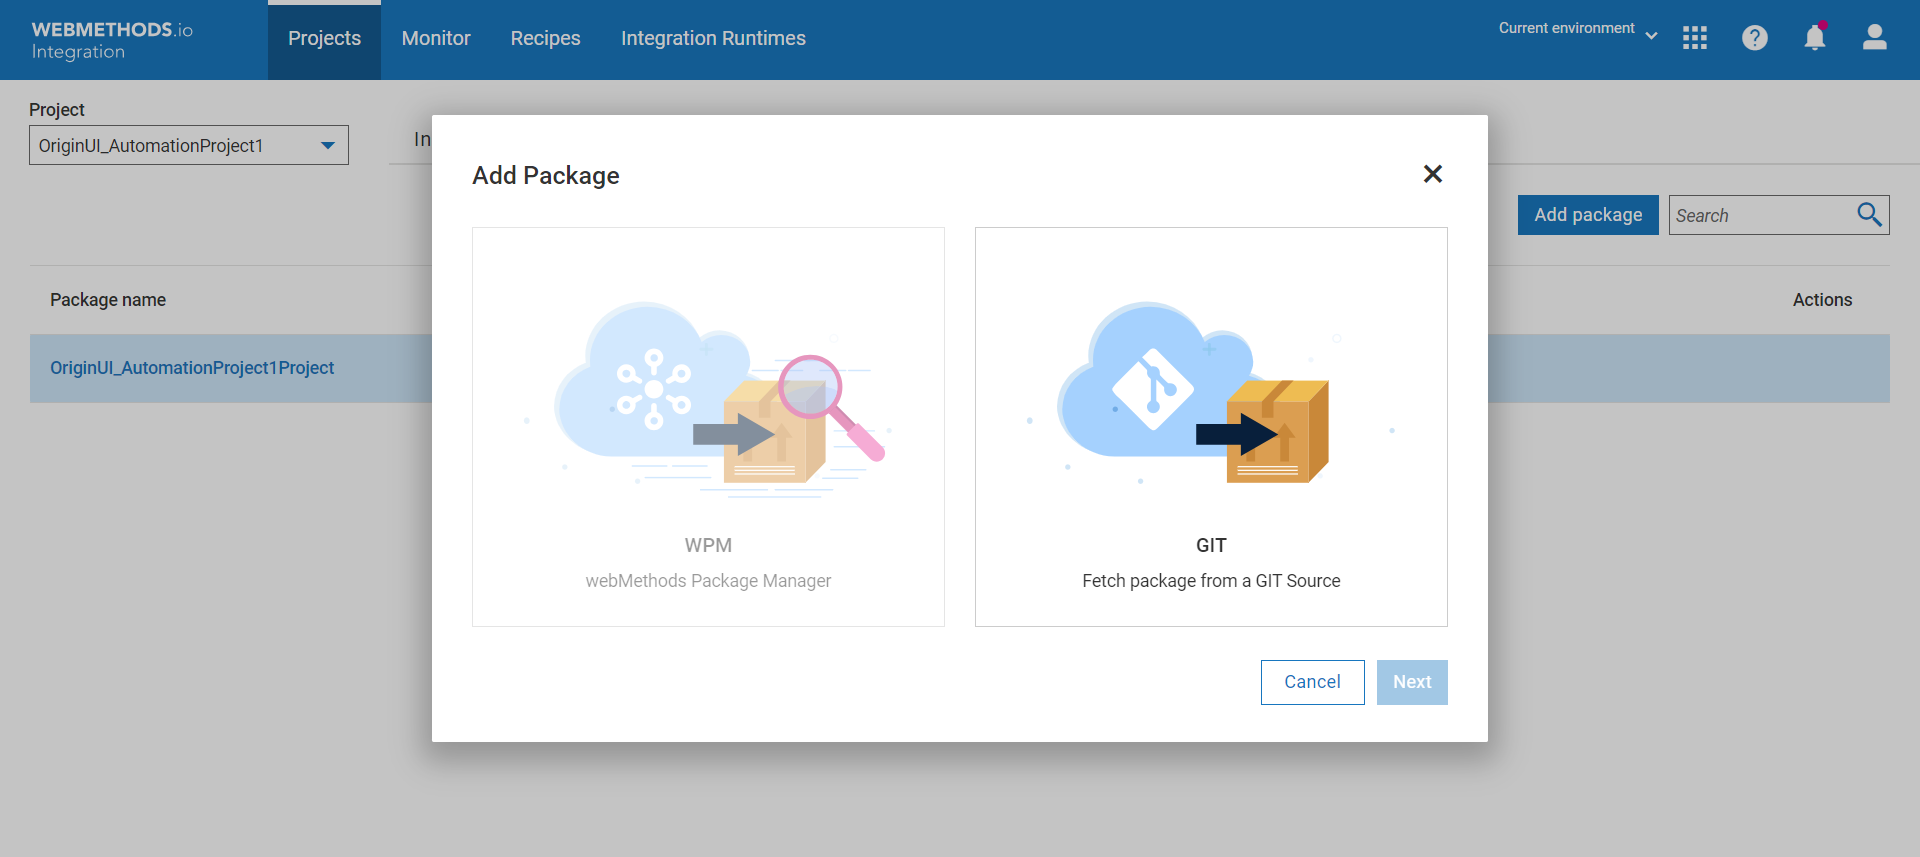 WEBMETHODS.io
Integration
Projects
Monitor
Recipes
Integration Runtimes
Current environment
Project
OriginUI_AutomationProject1
In
Add package
Search
Package name
Actions
OriginUI_AutomationProject1Project
Add Package
WPM
webMethods Package Manager
GIT
Fetch package from a GIT Source
Cancel
Next